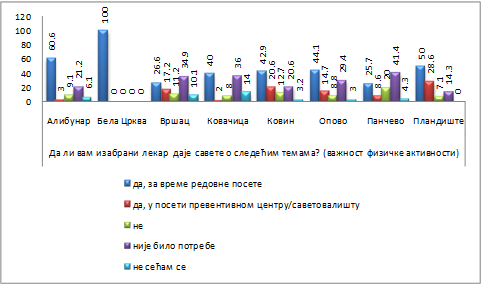 120
100
80
60
40
20
0
60.6 3 9.1 21.2 6.1
100 0 0 0 0
26.6 17.2 11.2 34.9 10.1
40 2 8 36 14
42.9 20.6 12.7 20.6 3.2
44.1 14.7 8.8 29.4 3
25.7 8.6 20 41.4 4.3
50 28.6 7.1 14.3 0
Алибунар Бела Црква Вршац Ковачица Ковин Опово Панчево Пландиште
Да ли вам изабрани лекар даје савете о следећим темама? (важност физичке активности)
да, за време редовне посете
да, у посети превентивном центру/саветовалишту
не
није било потребе
не сећам се